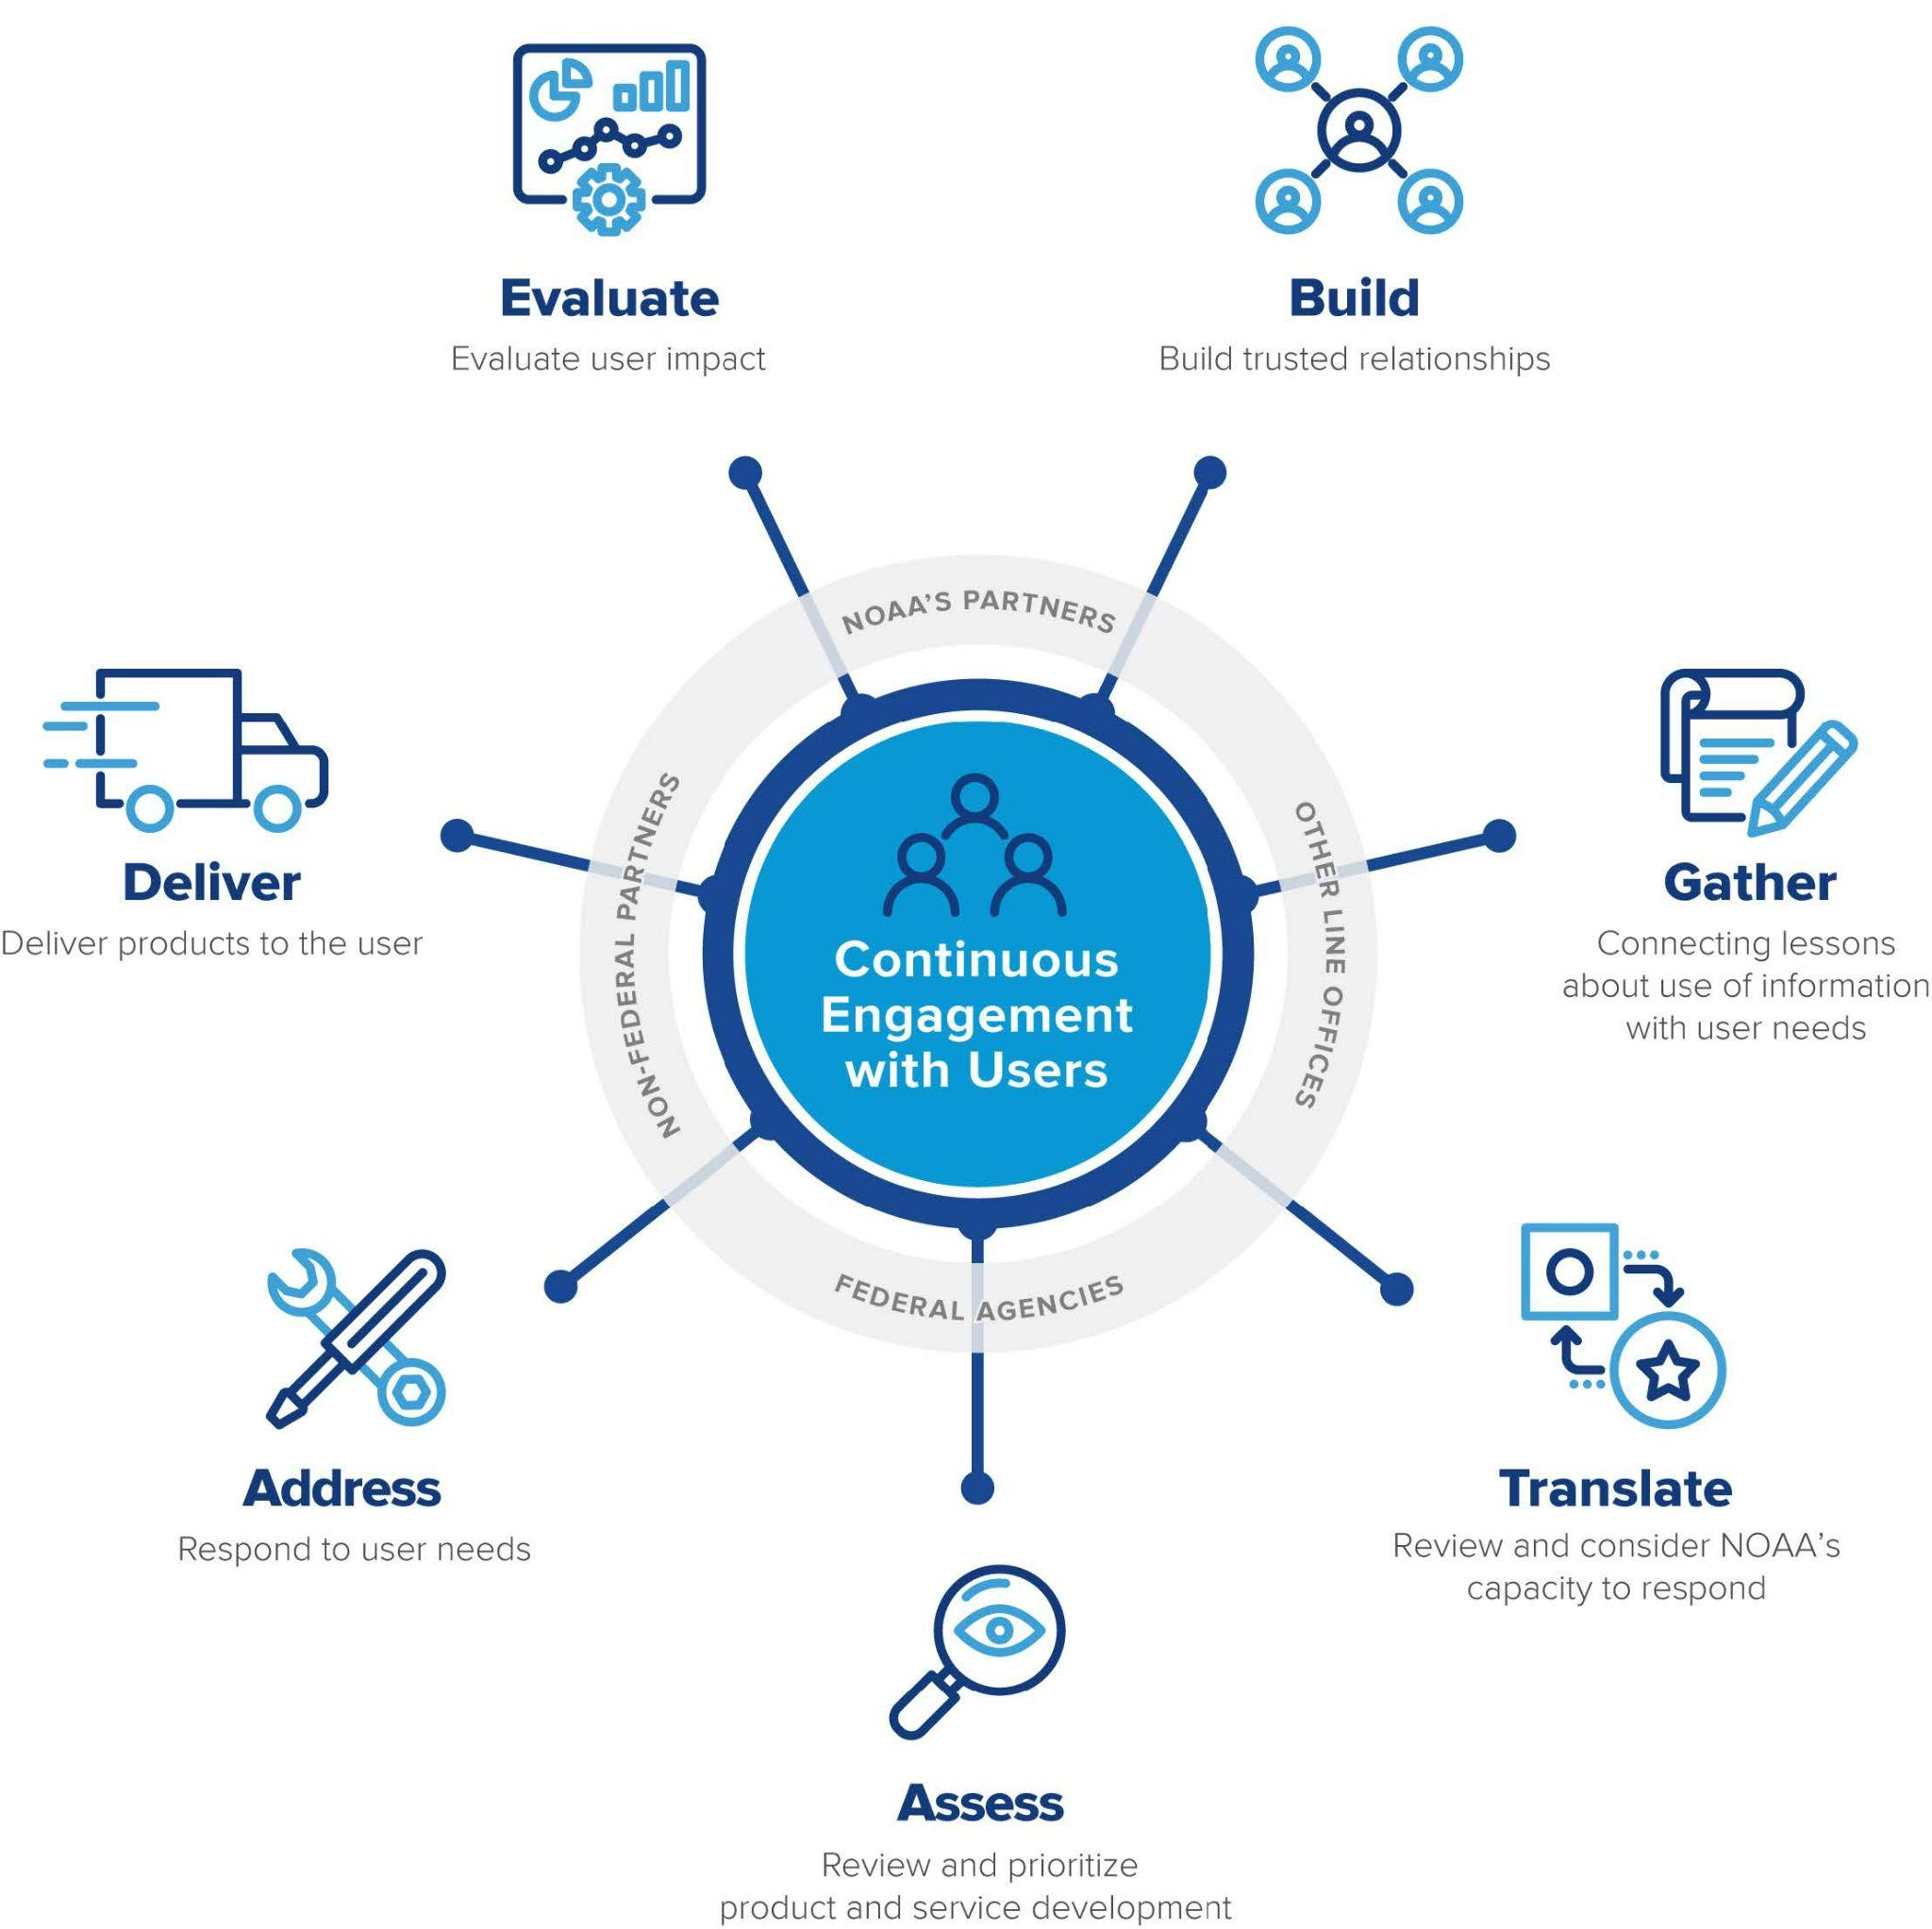 Evaluate
Evaluate user impact
Build
Build trusted relationships
NOAA'S PARTNERS
Deliver
Deliver products to the user
NON-FEDERAL PARTNERS
Continuous
Engagement
with Users
OTHER LINE OFFICES
Gather
Connecting lessons
about use of information
with user needs
FEDERAL AGENCIES
Address
Respond to user needs
Translate
Review and consider NOAA's
capacity to respond
Assess
Review and prioritize
product and service development